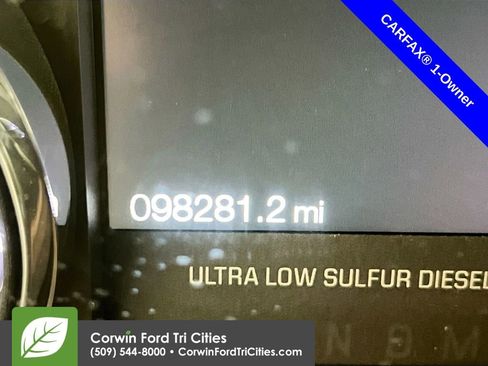 CARFAX® 1-Owner
098281.2 mi
ULTRA LOW SULFUR DIESEL
N D M
Corwin Ford Tri Cities
(509) 544-8000 • CorwinFordTriCities.com